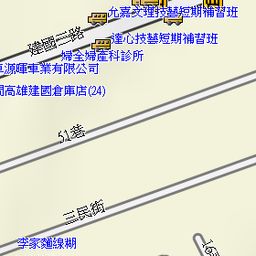 允嘉文理技藝短期補習班
建國三路
達心技藝短期補習班
婦全婦產科診所
源暉車業有限公司
高雄建國倉庫店(24)
51巷
三民街
李家麵線糊